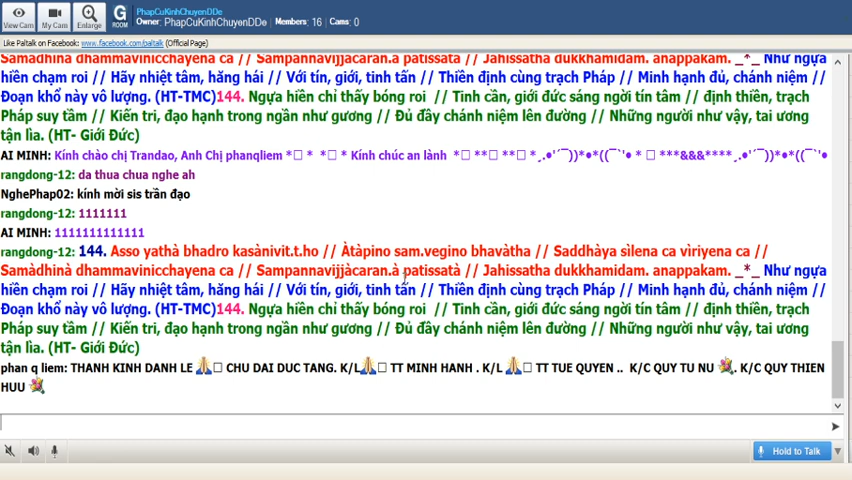 PhapCuKinhChuyenDDe
Owner: PhapCuKinhChuyenDDe Members: 16 Cams: 0
View Cam My Cam Enlarge G ROOM
Like Paltalk on Facebook: www.facebook.com/paltalk (Official Page)
Samàdhinà dhammavinicchayena ca // Sampannavijjàcaran.à patissatà // Jahissatha dukkhamidam. anappakam. _*_ Như ngựa
hiền chạm roi // Hãy nhiệt tâm, hăng hái // Với tín, giới, tinh tấn // Thiền định cùng trạch Pháp // Minh hạnh đủ, chánh niệm //
Đoạn khổ này vô lượng. (HT-TMC)144. Ngựa hiền chỉ thấy bóng roi // Tinh cần, giới đức sáng ngời tín tâm // định thiền, trạch
Pháp suy tầm // Kiến tri, đạo hạnh trong ngần như gương // Đủ đầy chánh niệm lên đường // Những người như vậy, tai ương
tận lìa. (HT- Giới Đức)
AI MINH: Kính chào chị Trandao, Anh Chị phanqliem *□ * *□ * Kính chúc an lành *□ **□ **□ *¸.•'´¯))*•*((¯`'•* □ ***&&&****¸.•'´¯))*•*((¯`'•
rangdong-12: da thua chua nghe ah
NghePhap02: kính mời sis trần đạo
rangdong-12: 1111111
AI MINH: 1111111111111
rangdong-12: 144. Asso yathà bhadro kasànivit.t.ho // Àtàpino sam.vegino bhavàtha // Saddhàya sìlena ca vìriyena ca //
Samàdhinà dhammavinicchayena ca // Sampannavijjàcaran.à patissatà // Jahissatha dukkhamidam. anappakam. _*_ Như ngựa
hiền chạm roi // Hãy nhiệt tâm, hăng hái // Với tín, giới, tinh tấn // Thiền định cùng trạch Pháp // Minh hạnh đủ, chánh niệm //
Đoạn khổ này vô lượng. (HT-TMC)144. Ngựa hiền chỉ thấy bóng roi // Tinh cần, giới đức sáng ngời tín tâm // định thiền, trạch
Pháp suy tầm // Kiến tri, đạo hạnh trong ngần như gương // Đủ đầy chánh niệm lên đường // Những người như vậy, tai ương
tận lìa. (HT- Giới Đức)
phan q liem: THANH KINH DANH LE 🙏□ CHU DAI DUC TANG. K/L🙏□ TT MINH HANH . K/L 🙏□ TT TUE QUYEN .. K/C QUY TU NU 💐. K/C QUY THIEN
HUU 💐
Hold to Talk